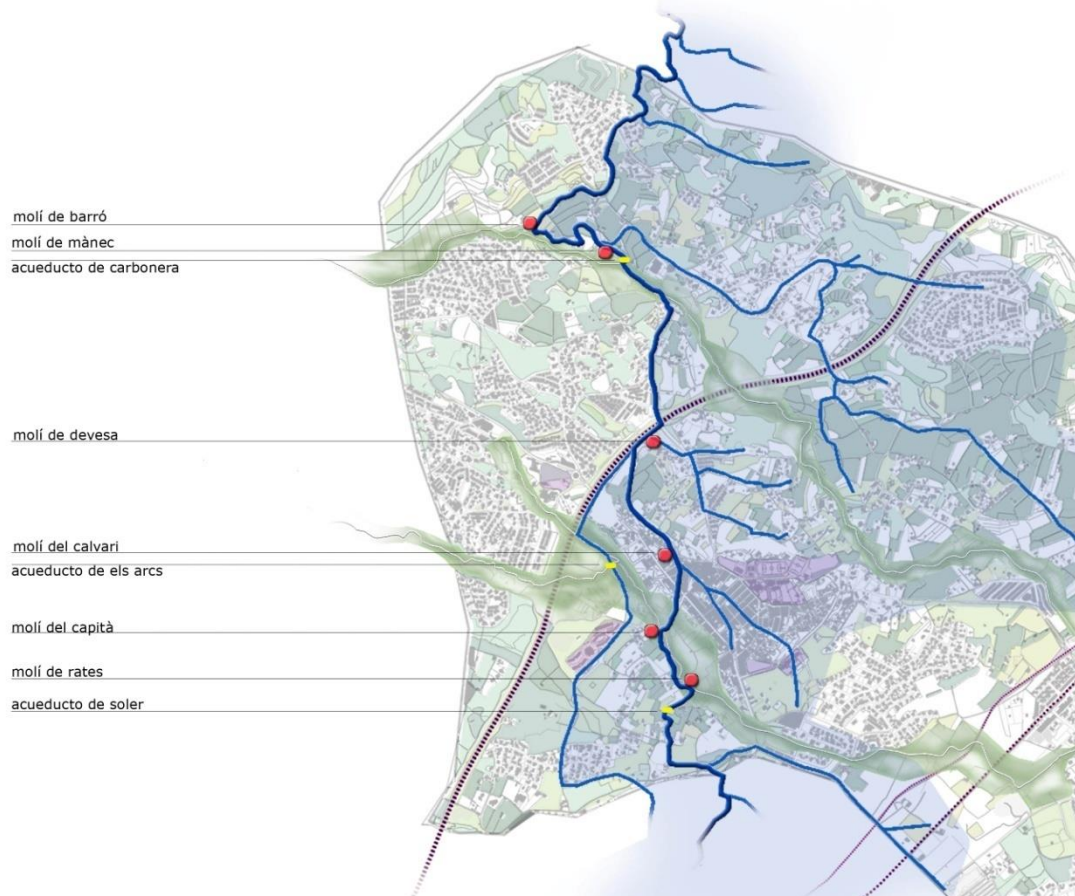 molí de barró
molí de mànec
acueducto de carbonera
molí de devesa
molí del calvari
acueducto de els arcs
molí del capità
molí de rates
acueducto de soler